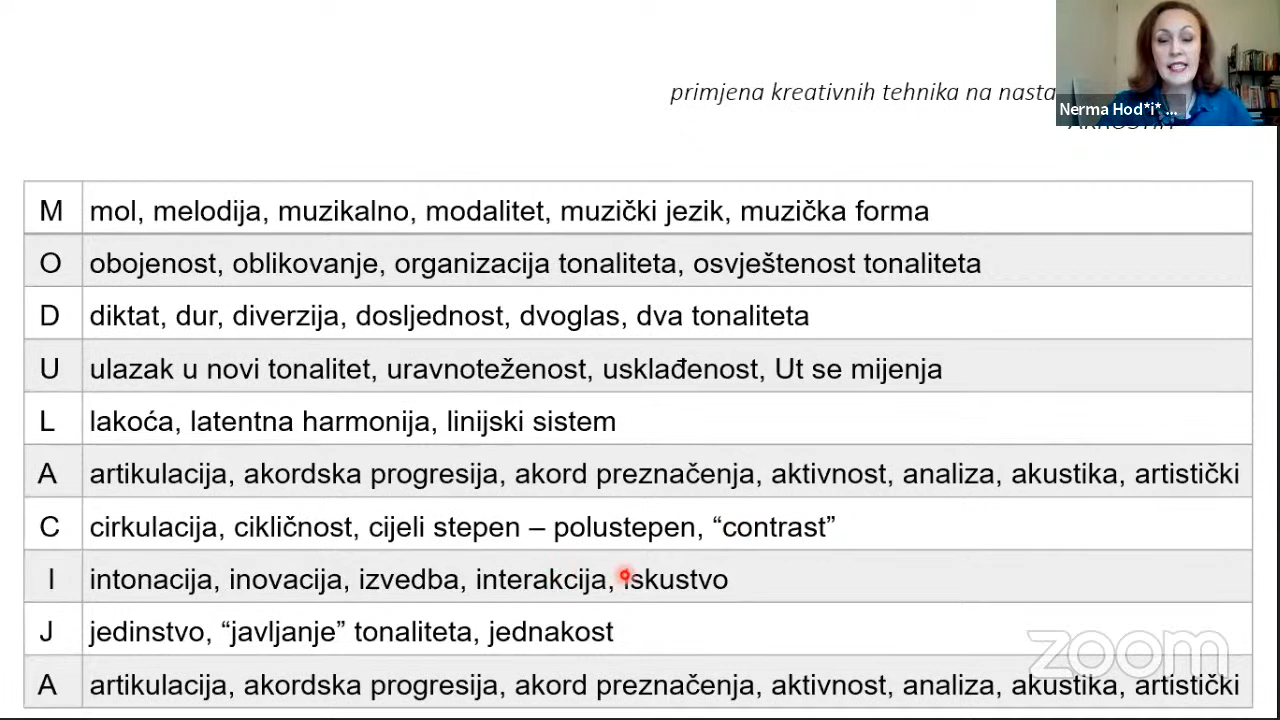 primjena kreativnih tehnika na nasta
Nerma Hod*i* ...
M mol, melodija, muzikalno, modalitet, muzički jezik, muzička forma
O obojenost, oblikovanje, organizacija tonaliteta, osvještenost tonaliteta
D diktat, dur, diverzija, dosljednost, dvoglas, dva tonaliteta
U ulazak u novi tonalitet, uravnoteženost, usklađenost, Ut se mijenja
L lakoća, latentna harmonija, linijski sistem
A artikulacija, akordska progresija, akord preznačenja, aktivnost, analiza, akustika, artistički
C cirkulacija, cikličnost, cijeli stepen – polustepen, “contrast”
I intonacija, inovacija, izvedba, interakcija, iskustvo
J jedinstvo, “javljanje” tonaliteta, jednakost
A artikulacija, akordska progresija, akord preznačenja, aktivnost, analiza, akustika, artistički
zoom